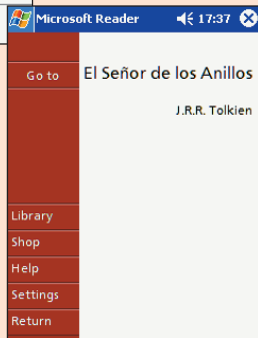 Microsoft Reader 17:37
Go to
El Señor de los Anillos
J.R.R. Tolkien
Library
Shop
Help
Settings
Return